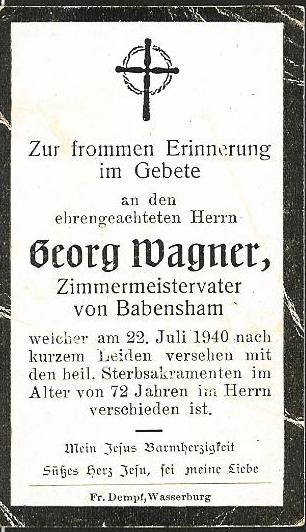 Zur frommen Erinnerung
im Gebete
an den
ehrengeachteten Herrn
Georg Wagner,
Zimmermeistervater
von Babensham
welcher am 22. Juli 1940 nach
kurzem Leiden versehen mit
den heil. Sterbsakramenten im
Alter von 72 Jahren im Herrn
verschieden ist.
Mein Jesus Barmherzigkeit
Süßes Herz Jesu, sei meine Liebe
Fr. Dempf, Wasserburg